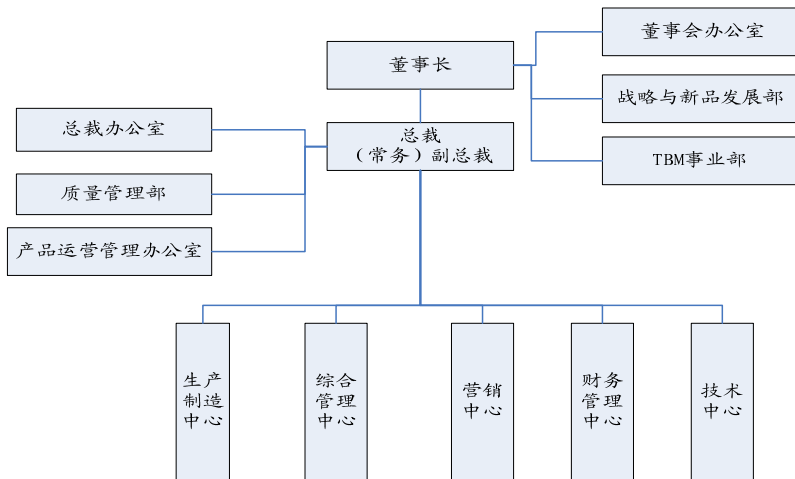 董事会办公室
董事长
战略与新品发展部
总裁办公室
总裁
（常务）副总裁
TBM事业部
质量管理部
产品运营管理办公室
生产
制造
中心
综合
管理
中心
营销
中心
财务
管理
中心
技术
中心